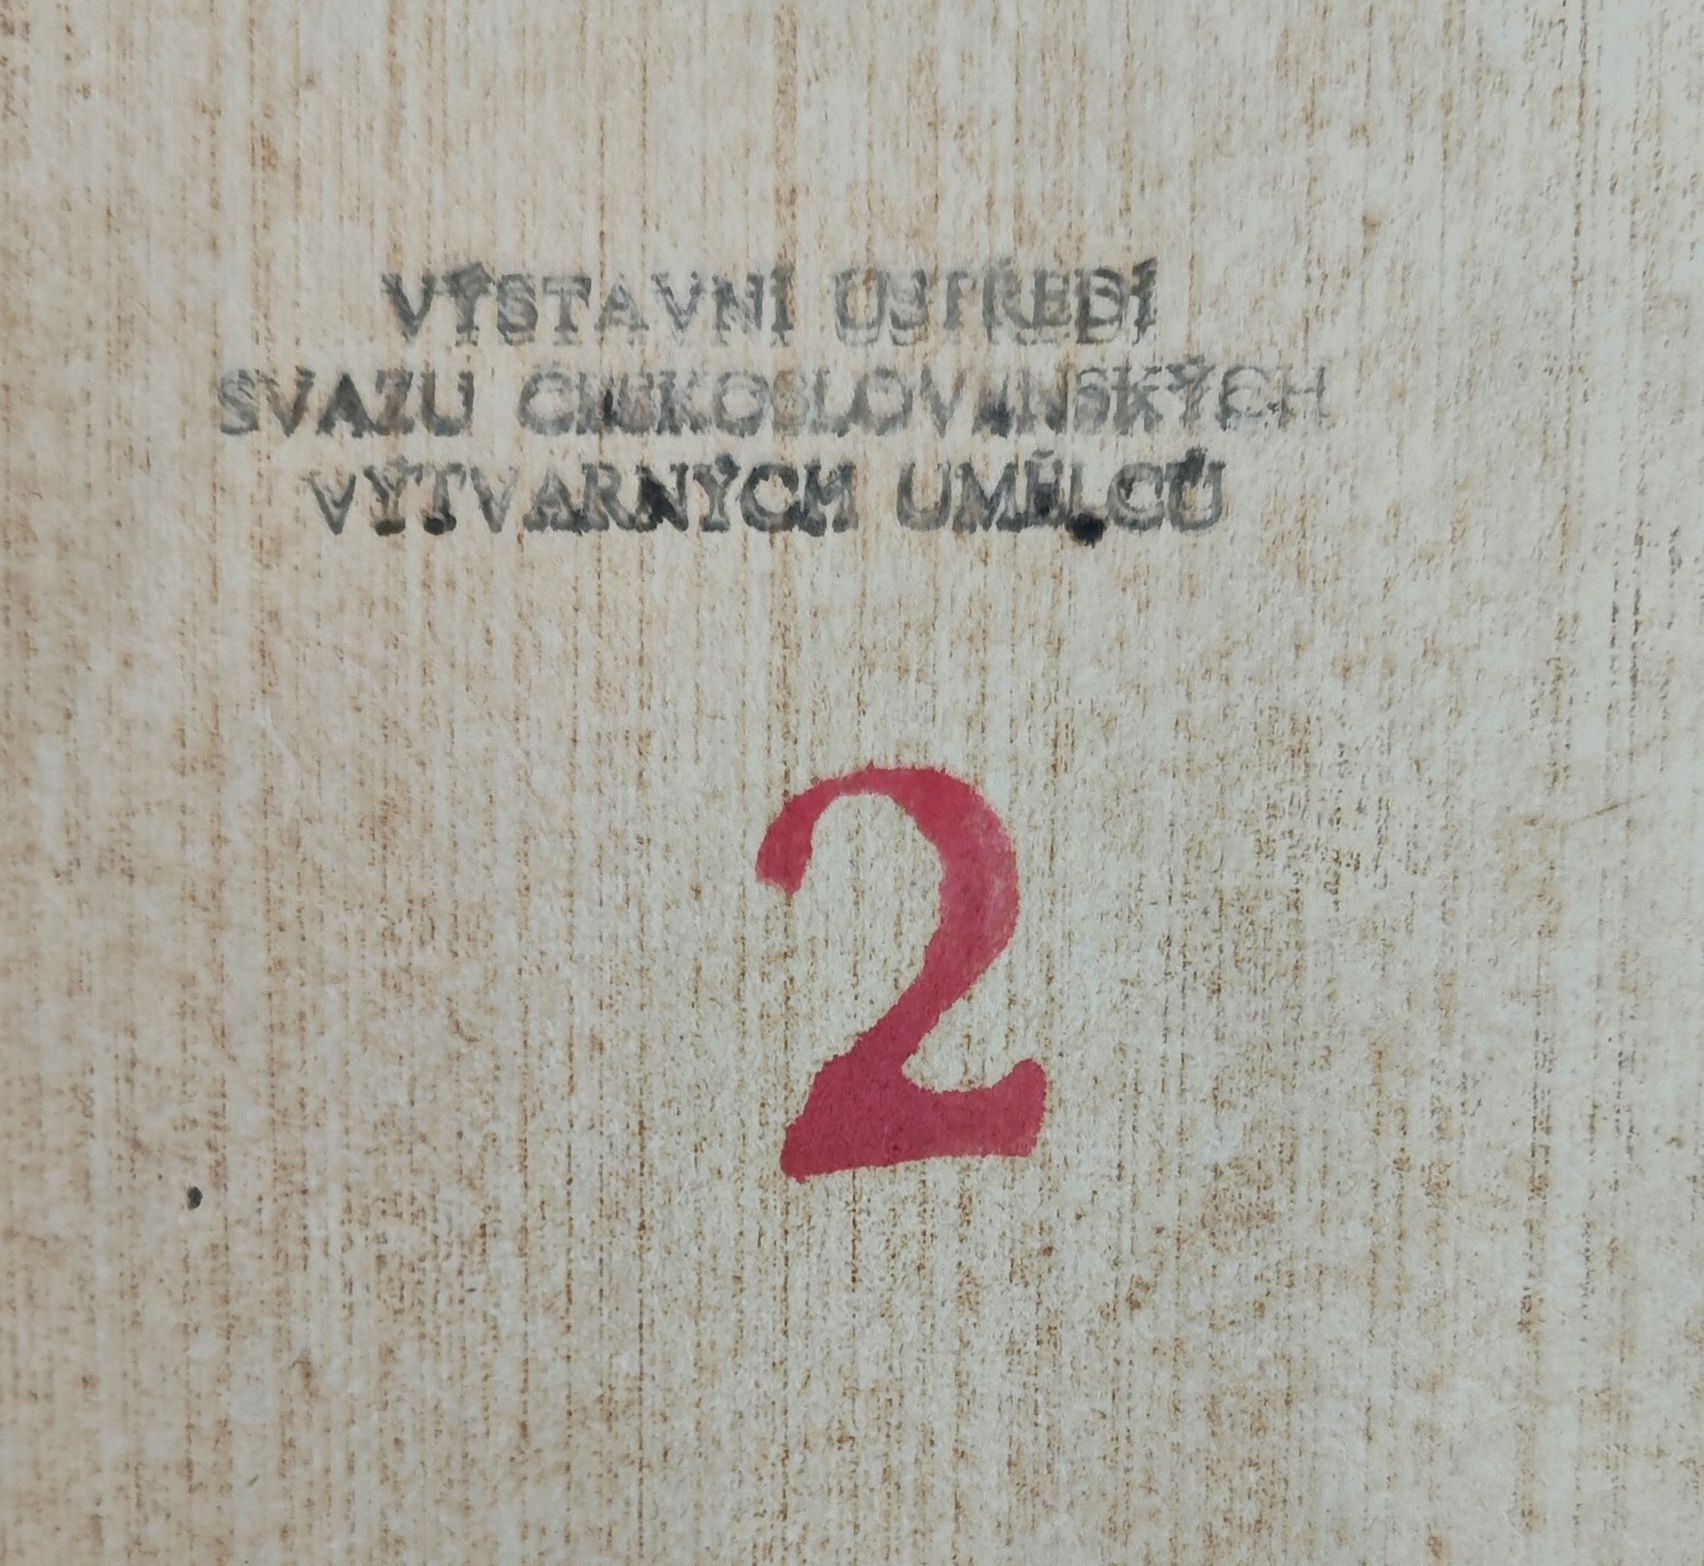 VÝSTAVNÍ ÚSTŘEDÍ
SVAZU ČESKOSLOVENSKÝCH
VÝTVARNÝCH UMĚLCŮ
2